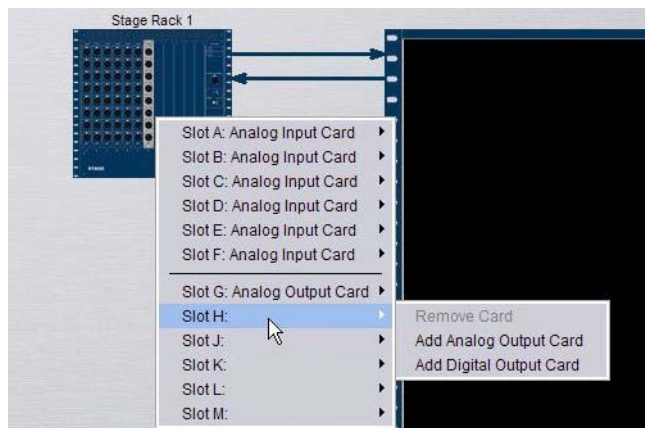 Stage Rack 1
STAGE
Slot A: Analog Input Card
Slot B: Analog Input Card
Slot C: Analog Input Card
Slot D: Analog Input Card
Slot E: Analog Input Card
Slot F: Analog Input Card
Slot G: Analog Output Card
Slot H:
Slot J:
Slot K:
Slot L:
Slot M:
Remove Card
Add Analog Output Card
Add Digital Output Card